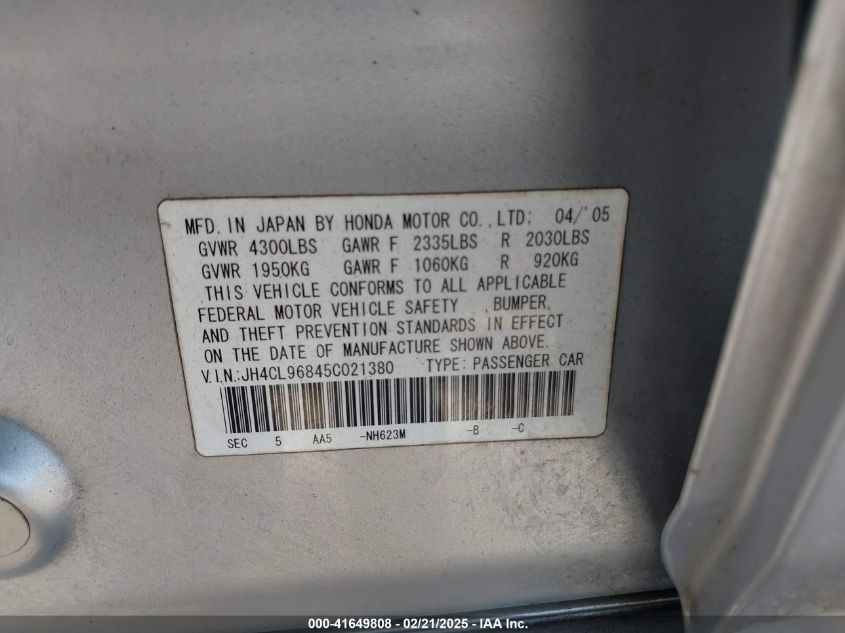 MFD. IN JAPAN BY HONDA MOTOR CO., LTD: 04/'05
GVWR 4300LBS GAWR F 2335LBS R 2030LBS
GVWR 1950KG GAWR F 1060KG R 920KG
THIS VEHICLE CONFORMS TO ALL APPLICABLE
FEDERAL MOTOR VEHICLE SAFETY , BUMPER,
AND THEFT PREVENTION STANDARDS IN EFFECT
ON THE DATE OF MANUFACTURE SHOWN ABOVE.
V.I.N.:JH4CL96845C021380 TYPE: PASSENGER CAR
SEC 5 AA5 -NH623M -B -C
000-41649808 - 02/21/2025 - IAA Inc.